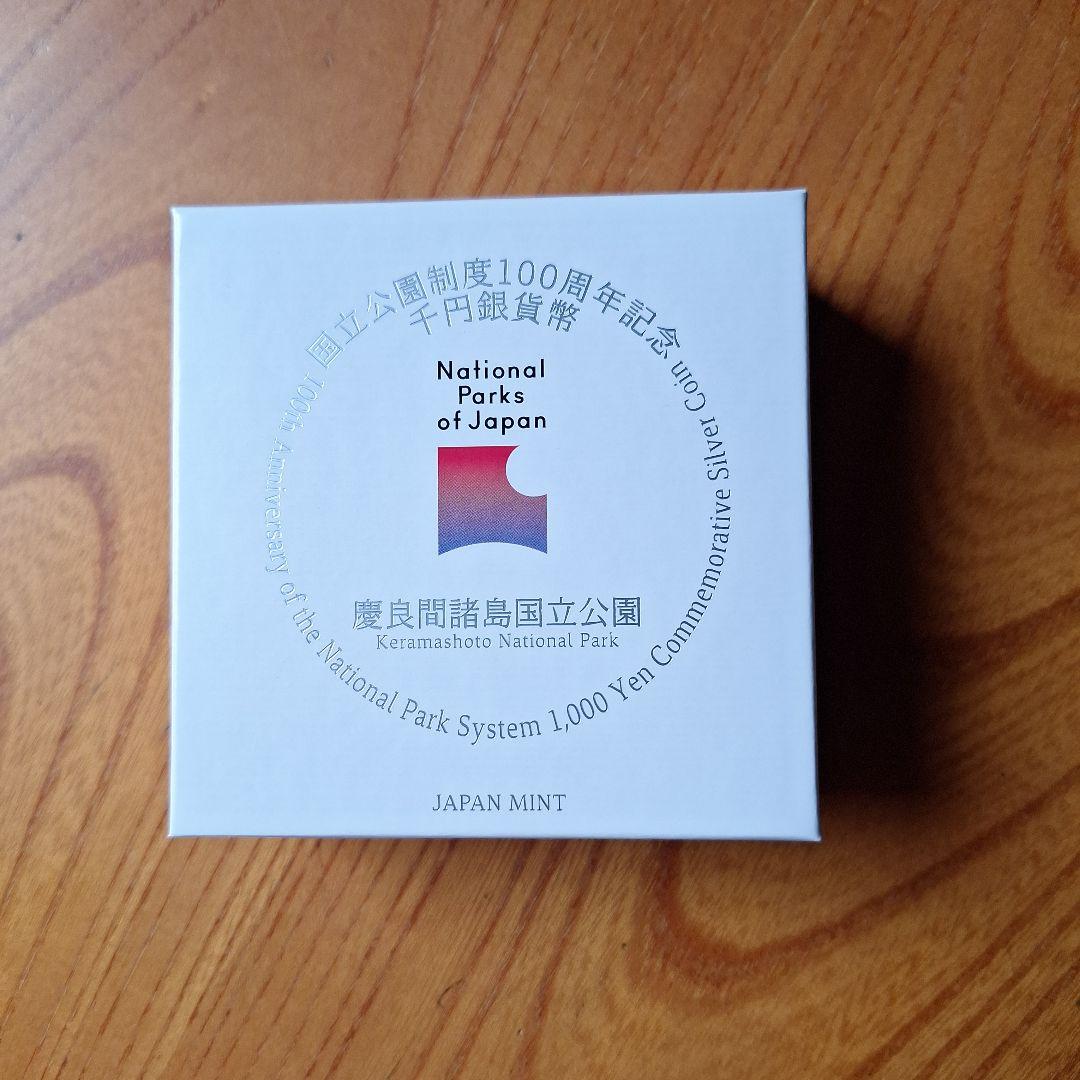 国立公園制度100周年記念
千円銀貨幣
National
Parks
of Japan
慶良間諸島国立公園
Keramashoto National Park
100th Anniversary of the National Park System 1,000 Yen Commemorative Silver Coin
JAPAN MINT